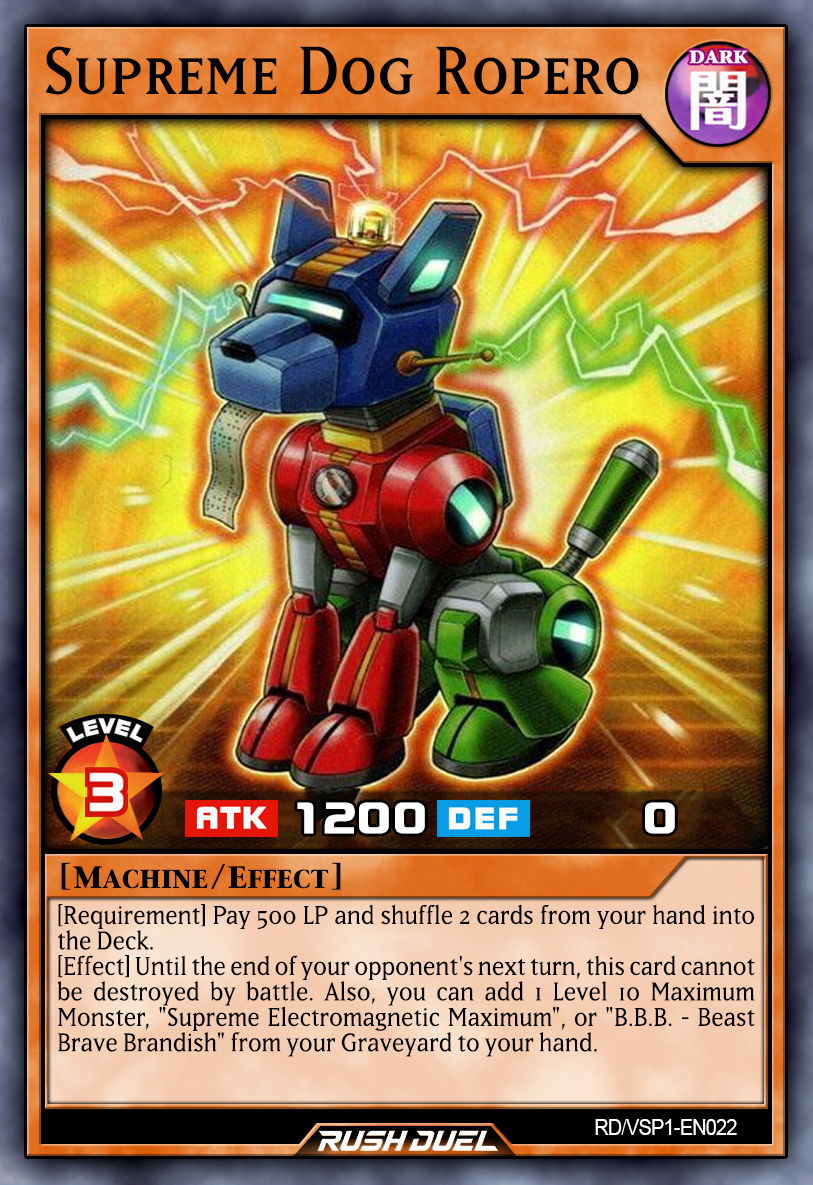 Supreme Dog Ropero
DARK
闇
LEVEL
3
ATK 1200 DEF 0
[Machine/Effect]
[Requirement] Pay 500 LP and shuffle 2 cards from your hand into
the Deck.
[Effect] Until the end of your opponent's next turn, this card cannot
be destroyed by battle. Also, you can add 1 Level 10 Maximum
Monster, "Supreme Electromagnetic Maximum", or "B.B.B. - Beast
Brave Brandish" from your Graveyard to your hand.
RD/VSP1-EN022
RUSH DUEL